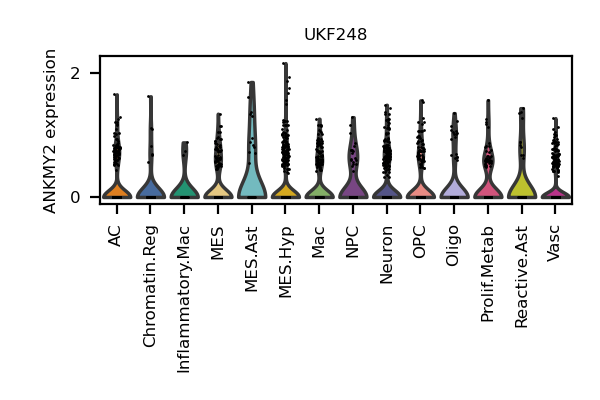 UKF248
ANKMY2 expression
2
0
AC
Chromatin.Reg
Inflammatory.Mac
MES
MES.Ast
MES.Hyp
Mac
NPC
Neuron
OPC
Oligo
Prolif.Metab
Reactive.Ast
Vasc